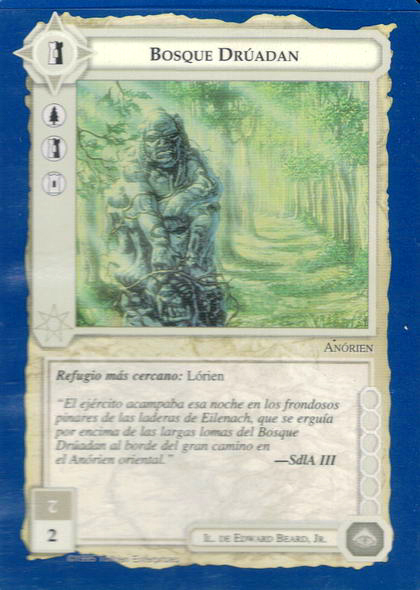 BOSQUE DRÚADAN
ANÓRIEN
Refugio más cercano: Lórien
“El ejército acampaba esa noche en los frondosos
pinares de las laderas de Eilenach, que se erguía
por encima de las largas lomas del Bosque
Drúadan al borde del gran camino en
el Anórien oriental.” —SdlA III
2
2
IL. DE EDWARD BEARD, JR.